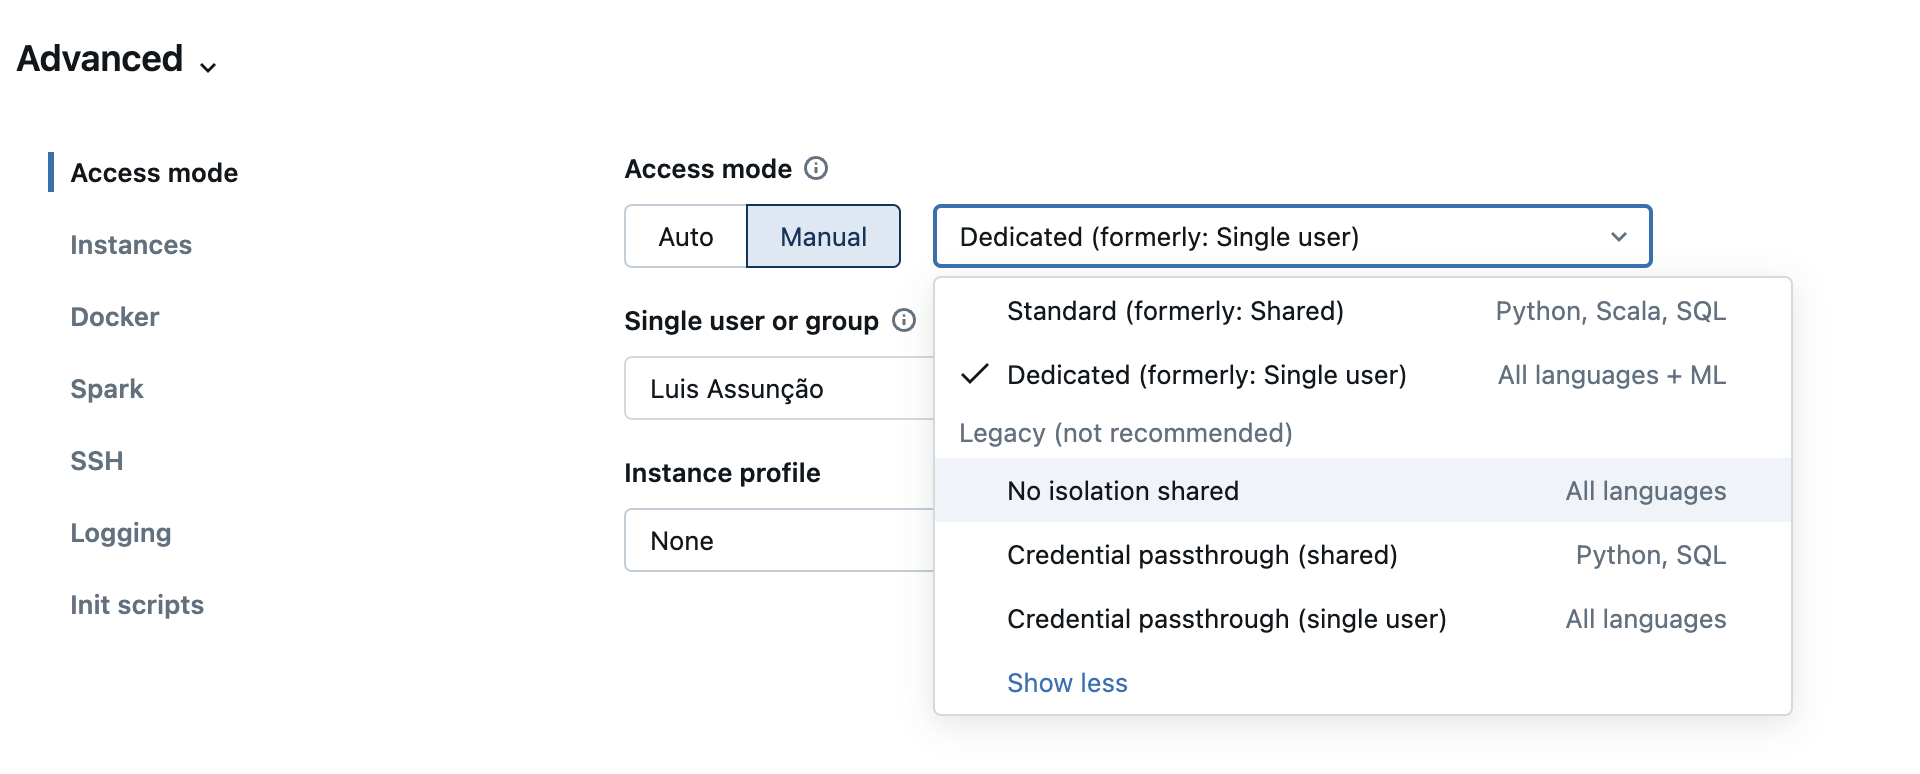 Advanced
Access mode
Instances
Docker
Spark
SSH
Logging
Init scripts
Access mode
Auto
Manual
Dedicated (formerly: Single user)
Single user or group
Luis Assunção
Instance profile
None
Standard (formerly: Shared) Python, Scala, SQL
Dedicated (formerly: Single user) All languages + ML
Legacy (not recommended)
No isolation shared All languages
Credential passthrough (shared) Python, SQL
Credential passthrough (single user) All languages
Show less